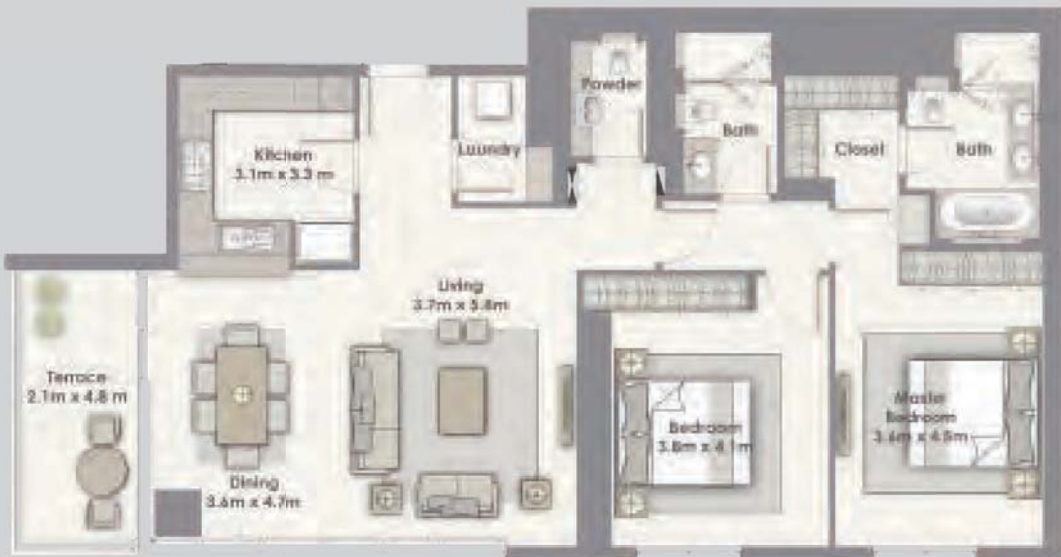 Powder
Bath
Kitchen
3.1m x 3.3 m
Laundry
Closet
Bath
Living
3.7m x 5.8m
Terrace
2.1m x 4.8 m
Master
Bedroom
3.6m x 4.5m
Bedroom
3.8m x 4.1m
Dining
3.6m x 4.7m